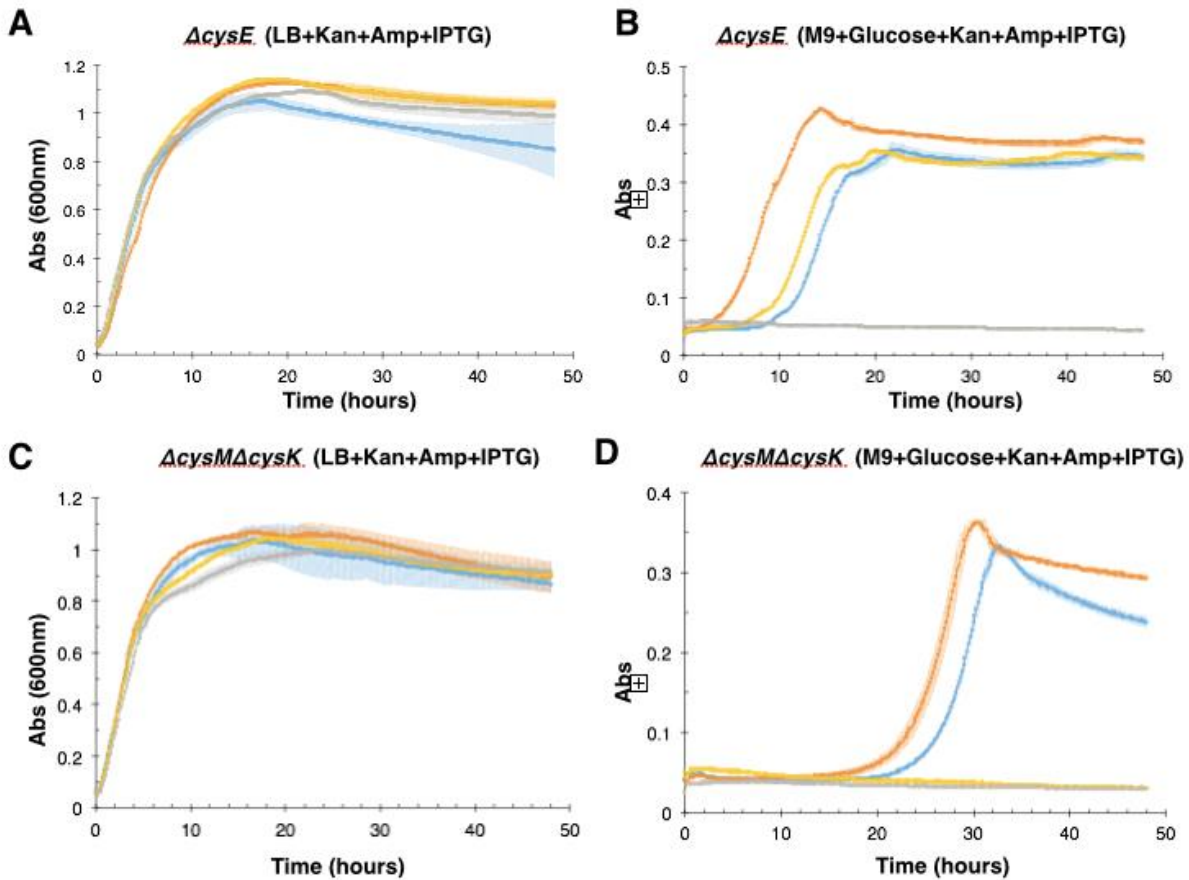 A
ΔcysE (LB+Kan+Amp+IPTG)
Abs (600nm)
1.2
1
0.8
0.6
0.4
0.2
0
0 10 20 30 40 50
Time (hours)
B
ΔcysE (M9+Glucose+Kan+Amp+IPTG)
Abs
0.5
0.4
0.3
0.2
0.1
0
0 10 20 30 40 50
Time (hours)
C
ΔcysMΔcysK (LB+Kan+Amp+IPTG)
Abs (600nm)
1.2
1
0.8
0.6
0.4
0.2
0
0 10 20 30 40 50
Time (hours)
D
ΔcysMΔcysK (M9+Glucose+Kan+Amp+IPTG)
Abs
0.4
0.3
0.2
0.1
0
0 10 20 30 40 50
Time (hours)